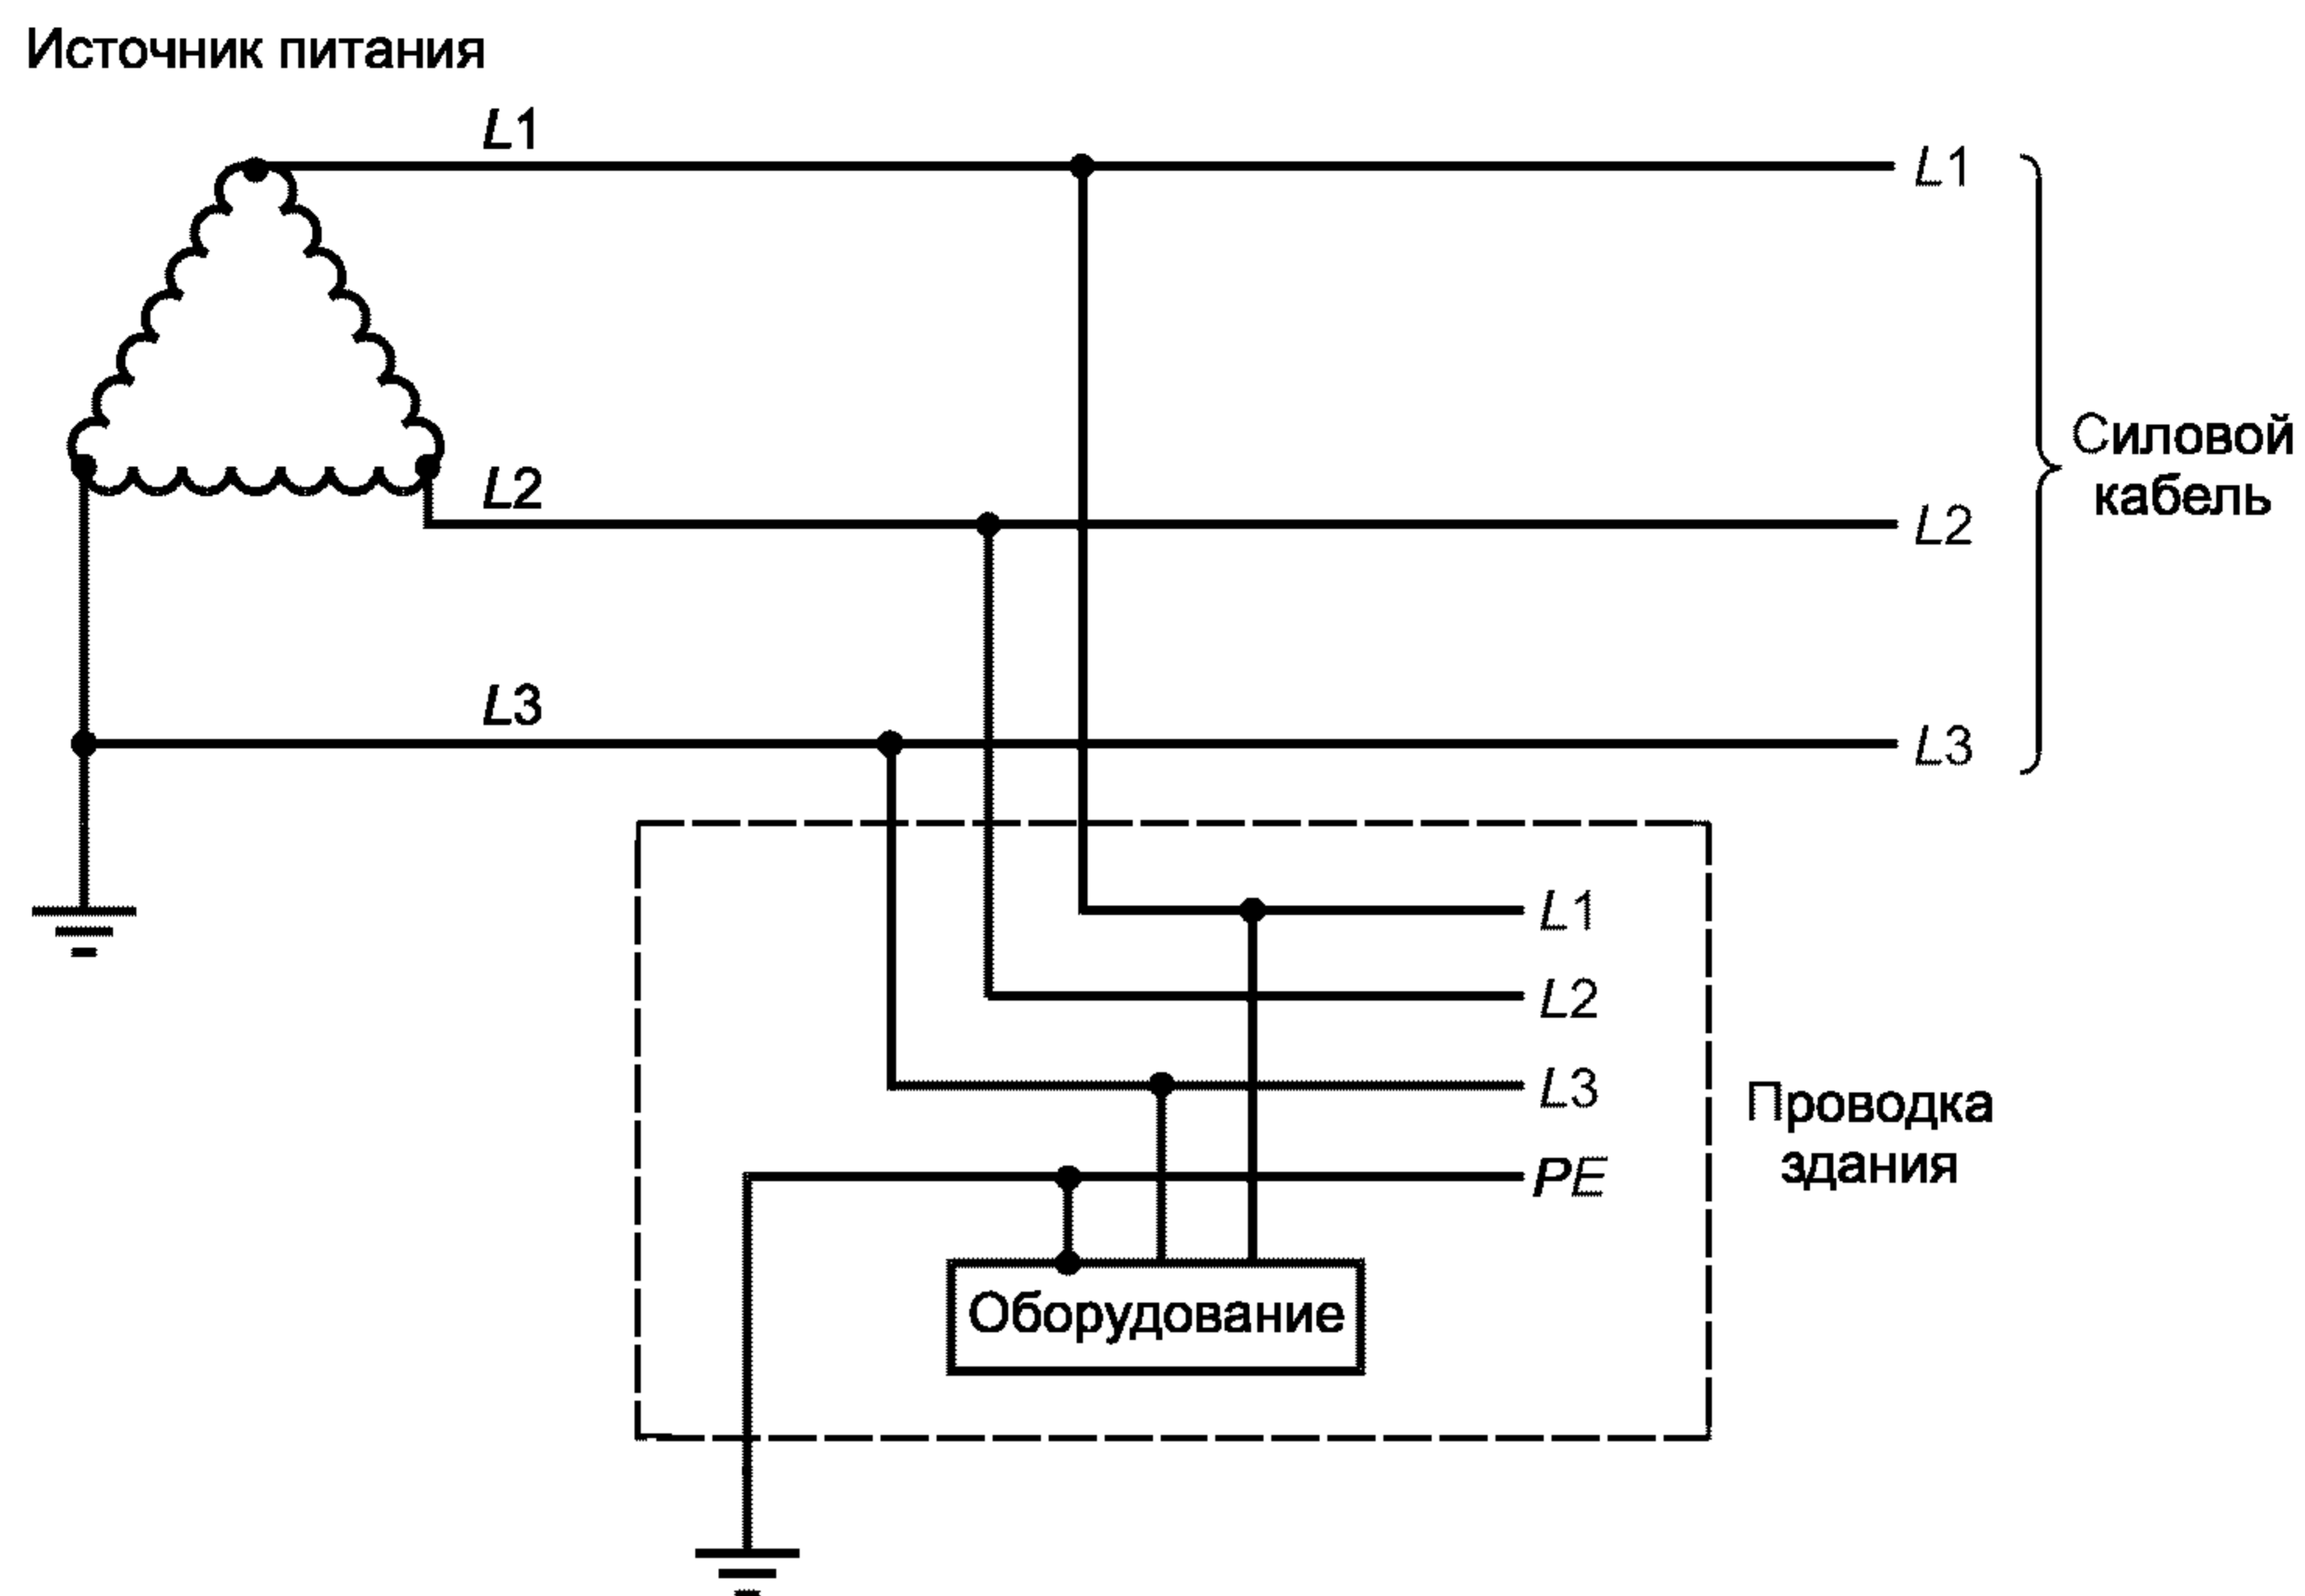 Источник питания
L1
L1
L2
Силовой
кабель
L2
L3
L3
L1
L2
L3
Проводка
здания
PE
Оборудование